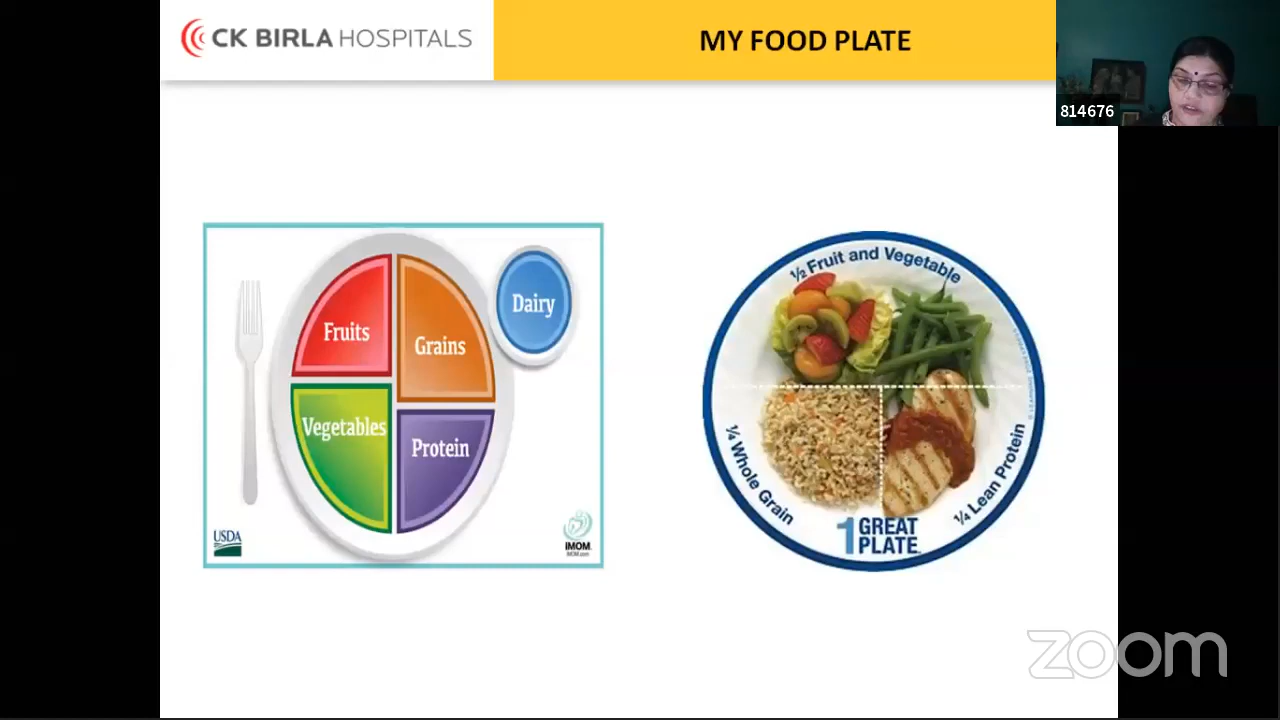 CK BIRLA HOSPITALS
MY FOOD PLATE
814676
Fruits
Grains
Dairy
Vegetables
Protein
USDA
iMOM
iMOM.com
½ Fruit and Vegetable
¼ Whole Grain
¼ Lean Protein
1 GREAT
PLATE
zoom